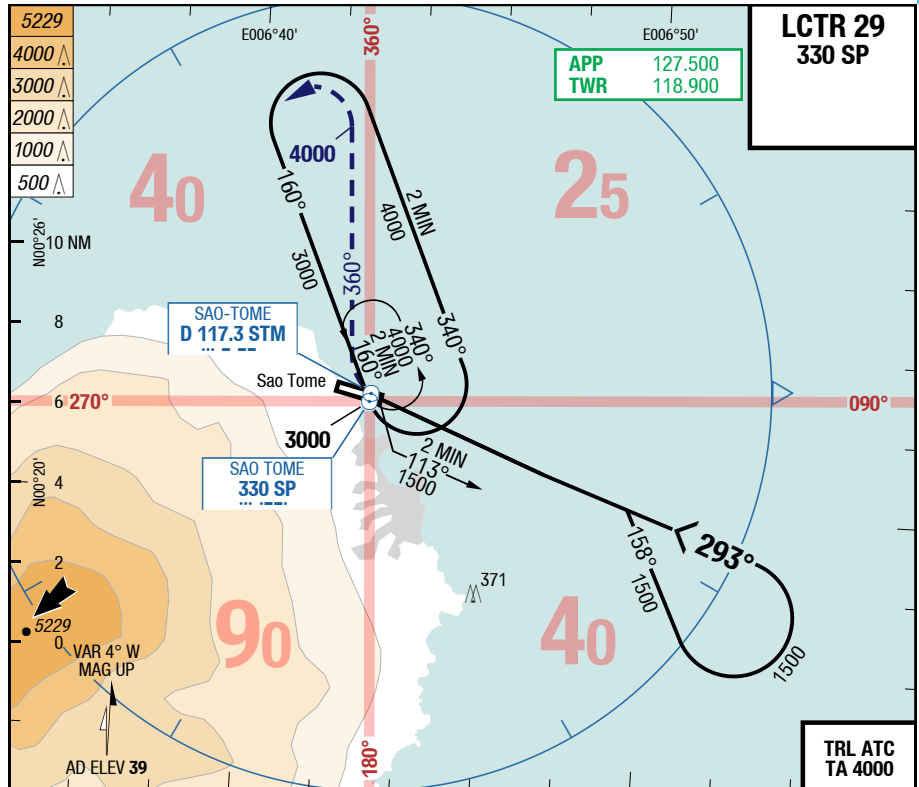 5229
4000
3000
2000
1000
500
E006°40'
360°
E006°50'
LCTR 29
330 SP
APP 127.500
TWR 118.900
40
25
4000
160°
3000
360°
2 MIN
4000
340°
N00°26'
10 NM
8
6
4
2
0
SAO-TOME
D 117.3 STM
Sao Tome
160°
2 MIN
4000
340°
270°
090°
3000
SAO TOME
330 SP
2 MIN
113°
1500
N00°20'
293°
158°
1500
1500
371
5229
90
40
VAR 4° W
MAG UP
AD ELEV 39
180°
TRL ATC
TA 4000